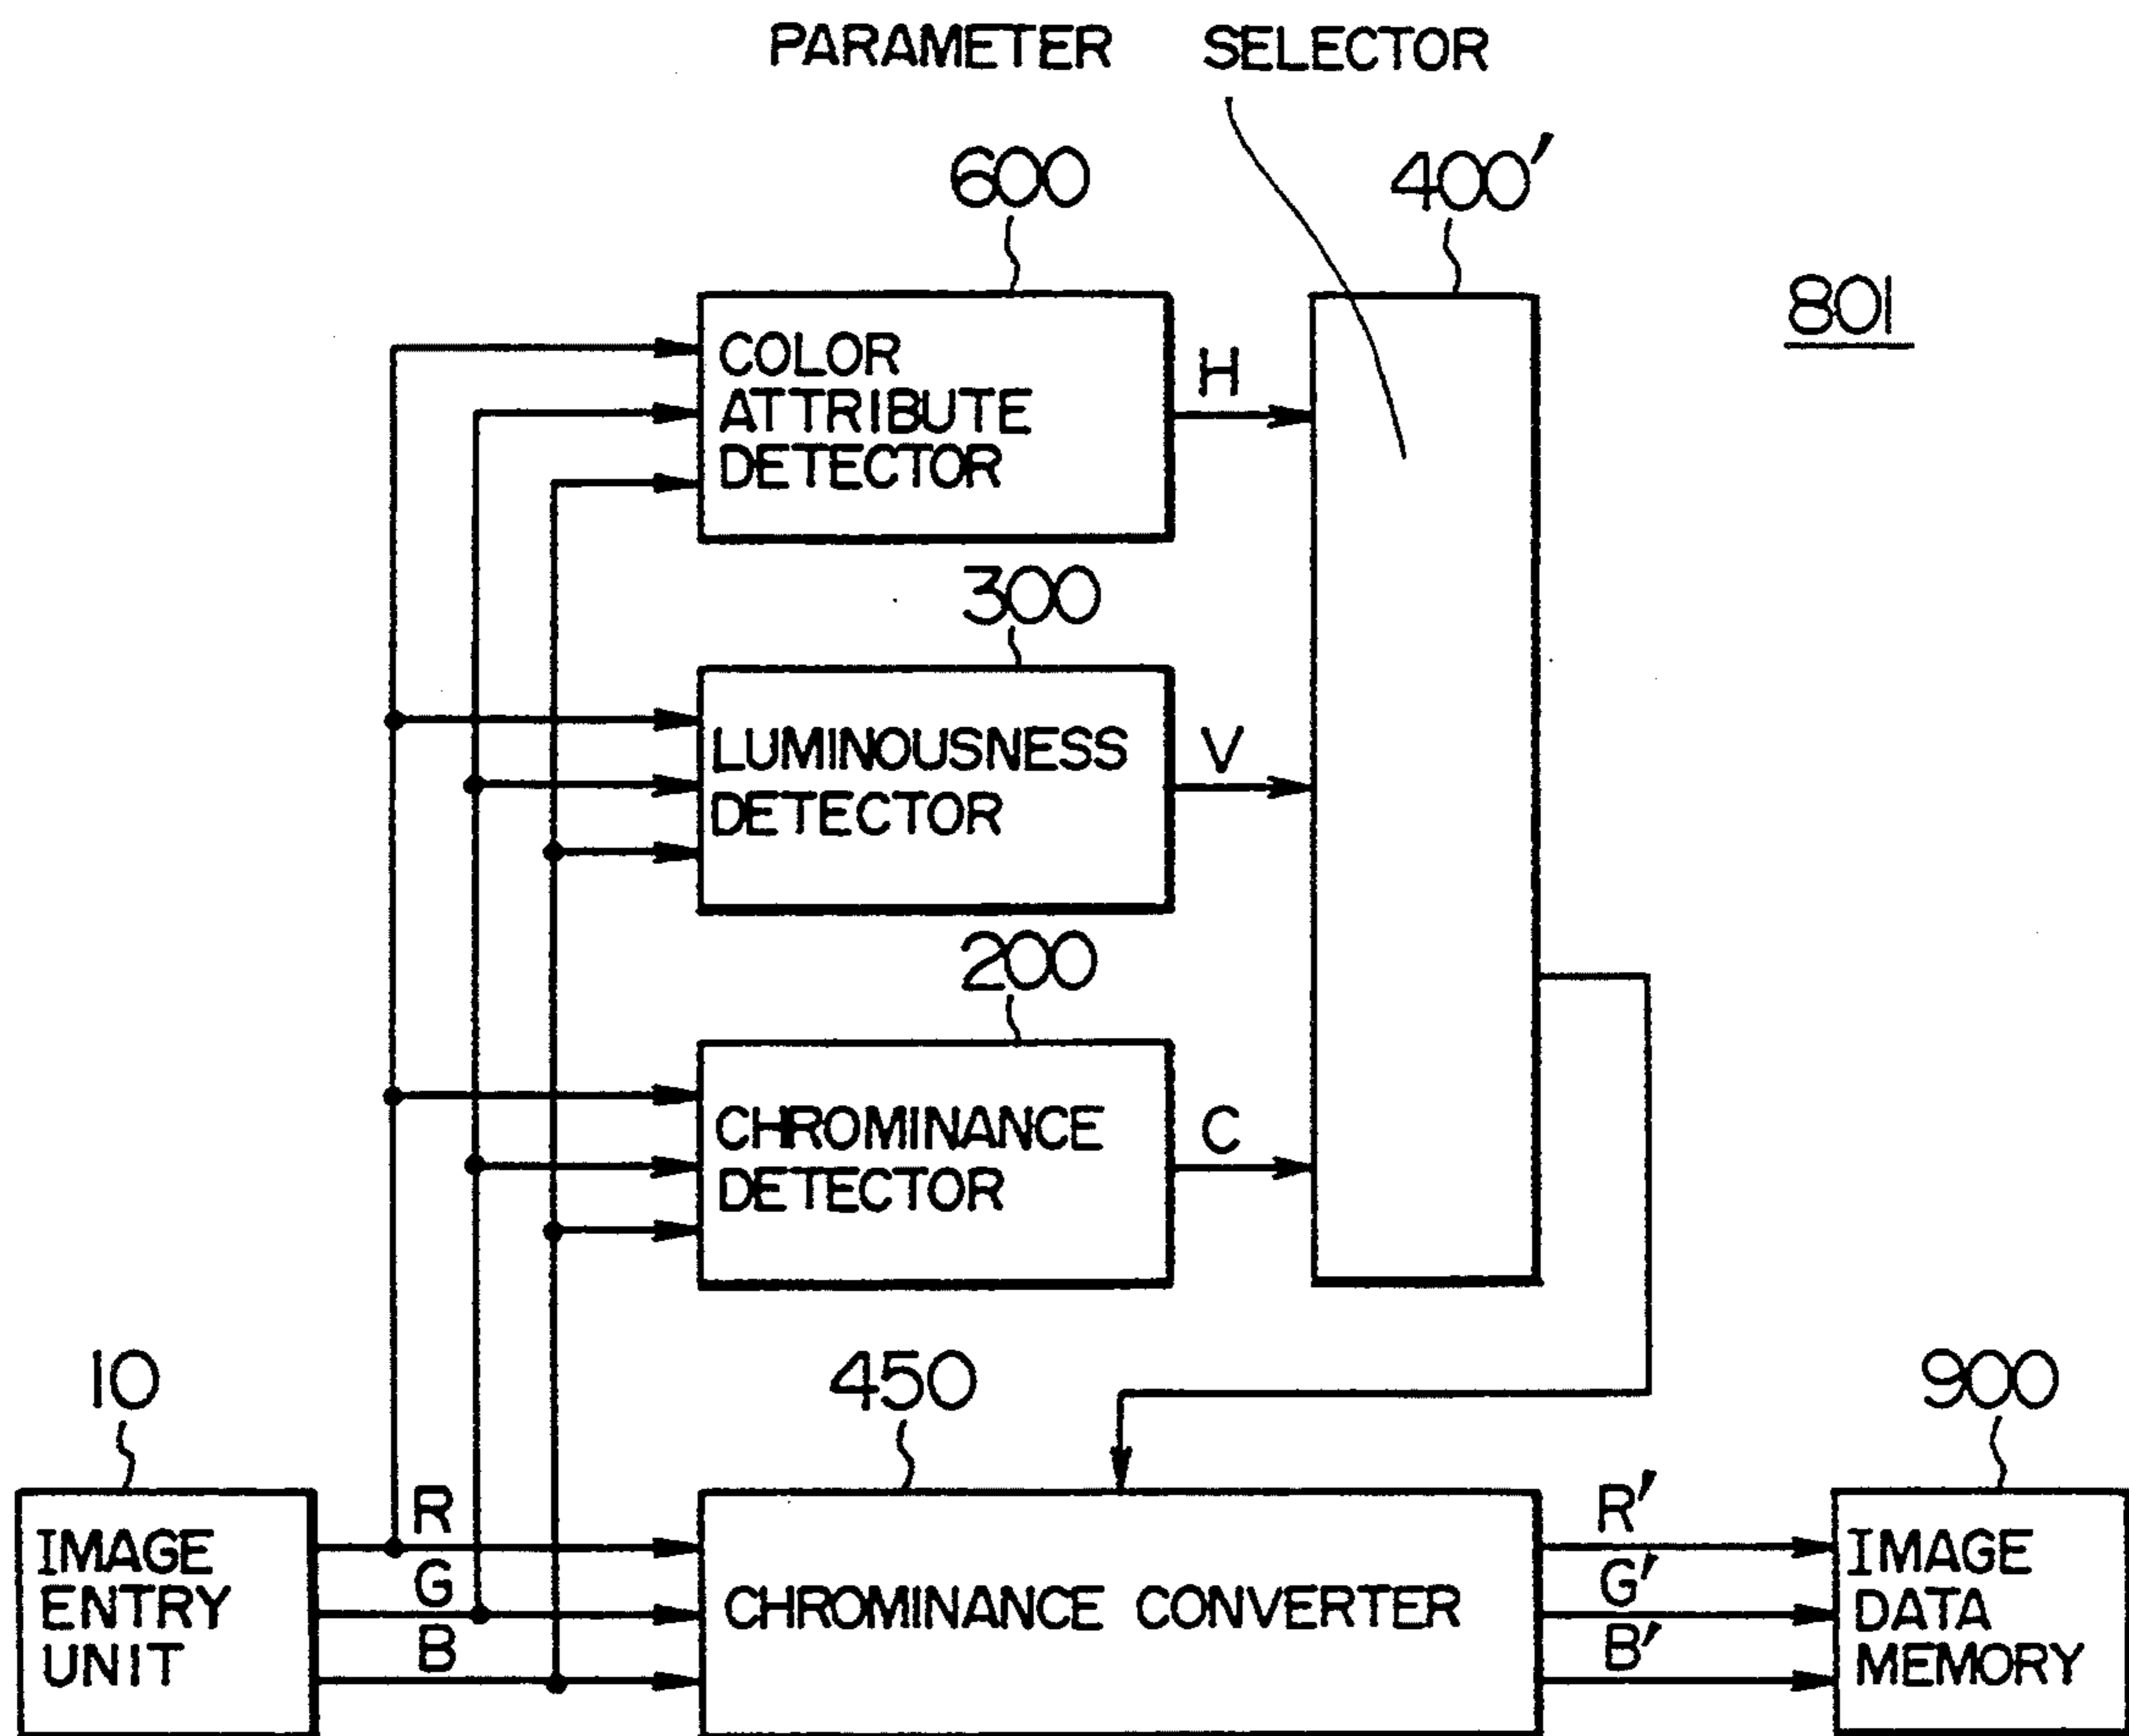 PARAMETER SELECTOR
600
400'
801
COLOR
ATTRIBUTE
DETECTOR
H
300
LUMINOUSNESS
DETECTOR
V
200
CHROMINANCE
DETECTOR
C
10
450
900
IMAGE
ENTRY
UNIT
R
G
B
CHROMINANCE CONVERTER
R'
G'
B'
IMAGE
DATA
MEMORY